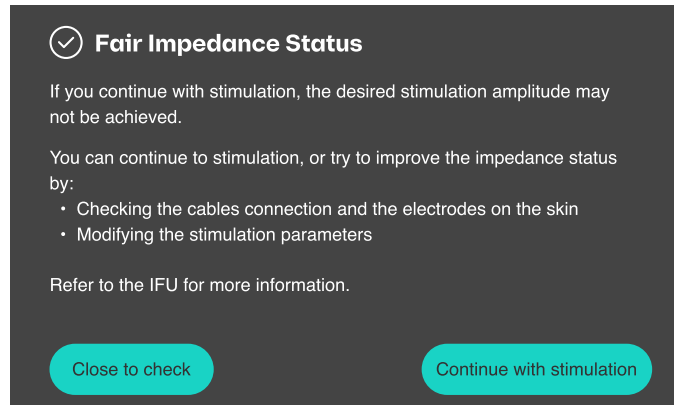 Fair Impedance Status
If you continue with stimulation, the desired stimulation amplitude may
not be achieved.
You can continue to stimulation, or try to improve the impedance status
by:
• Checking the cables connection and the electrodes on the skin
• Modifying the stimulation parameters
Refer to the IFU for more information.
Close to check
Continue with stimulation